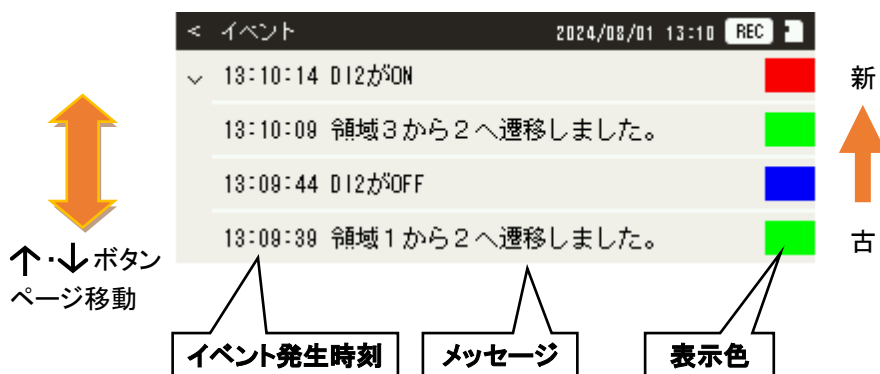 < イベント 2024/08/01 13:10 REC
13:10:14 DI2がON
13:10:09 領域3から2へ遷移しました。
13:09:44 DI2がOFF
13:09:39 領域1から2へ遷移しました。
新
古
↑・↓ボタン
ページ移動
イベント発生時刻
メッセージ
表示色